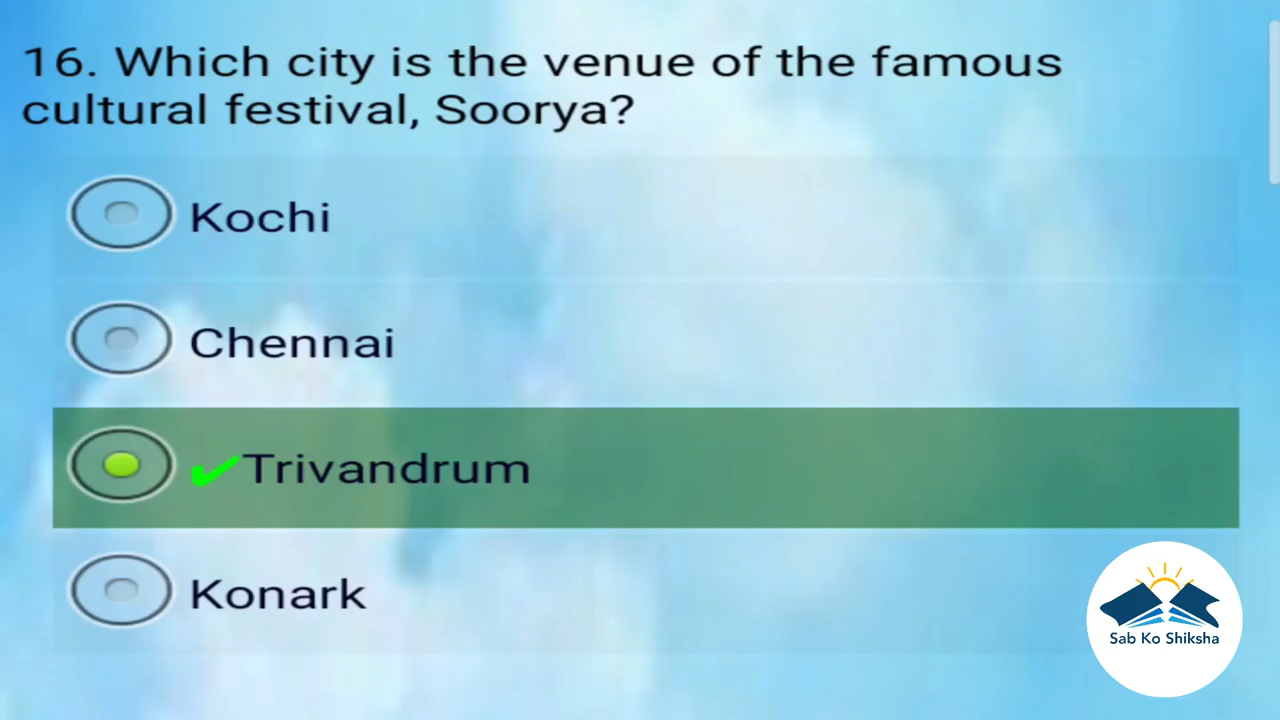 16. Which city is the venue of the famous
cultural festival, Soorya?
Kochi
Chennai
✔Trivandrum
Konark
Sab Ko Shiksha